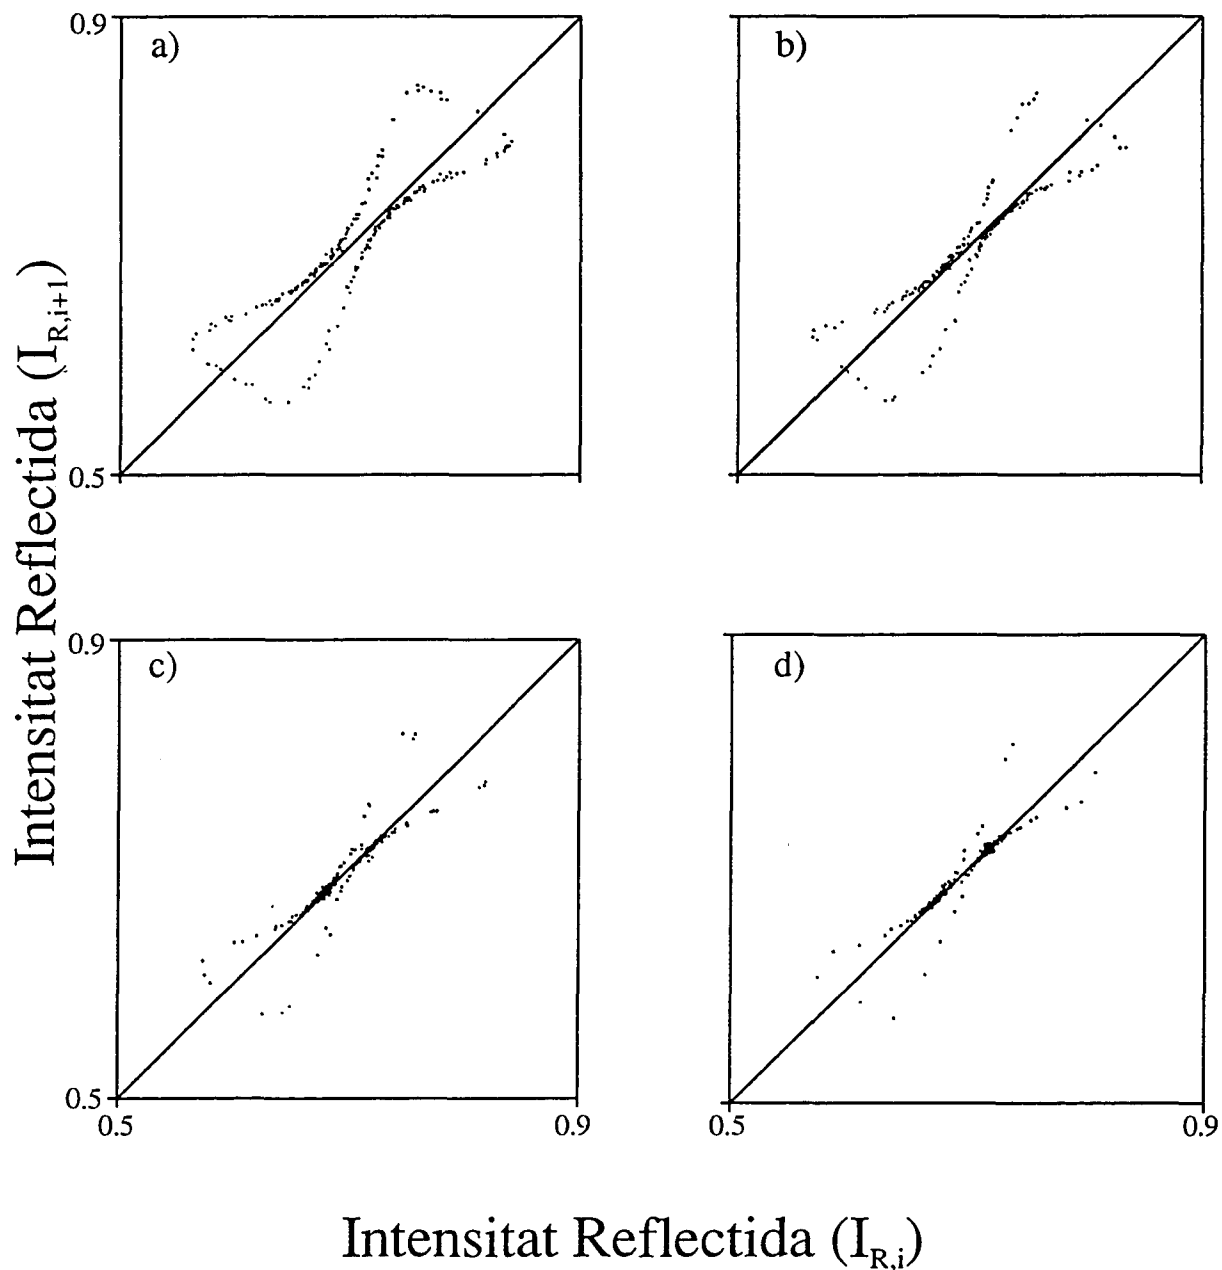 0.9
a)
b)
0.5
Intensitat Reflectida (I_{R,i+1})
0.9
c)
d)
0.5
0.5
0.9
0.5
0.9
Intensitat Reflectida (I_{R,i})